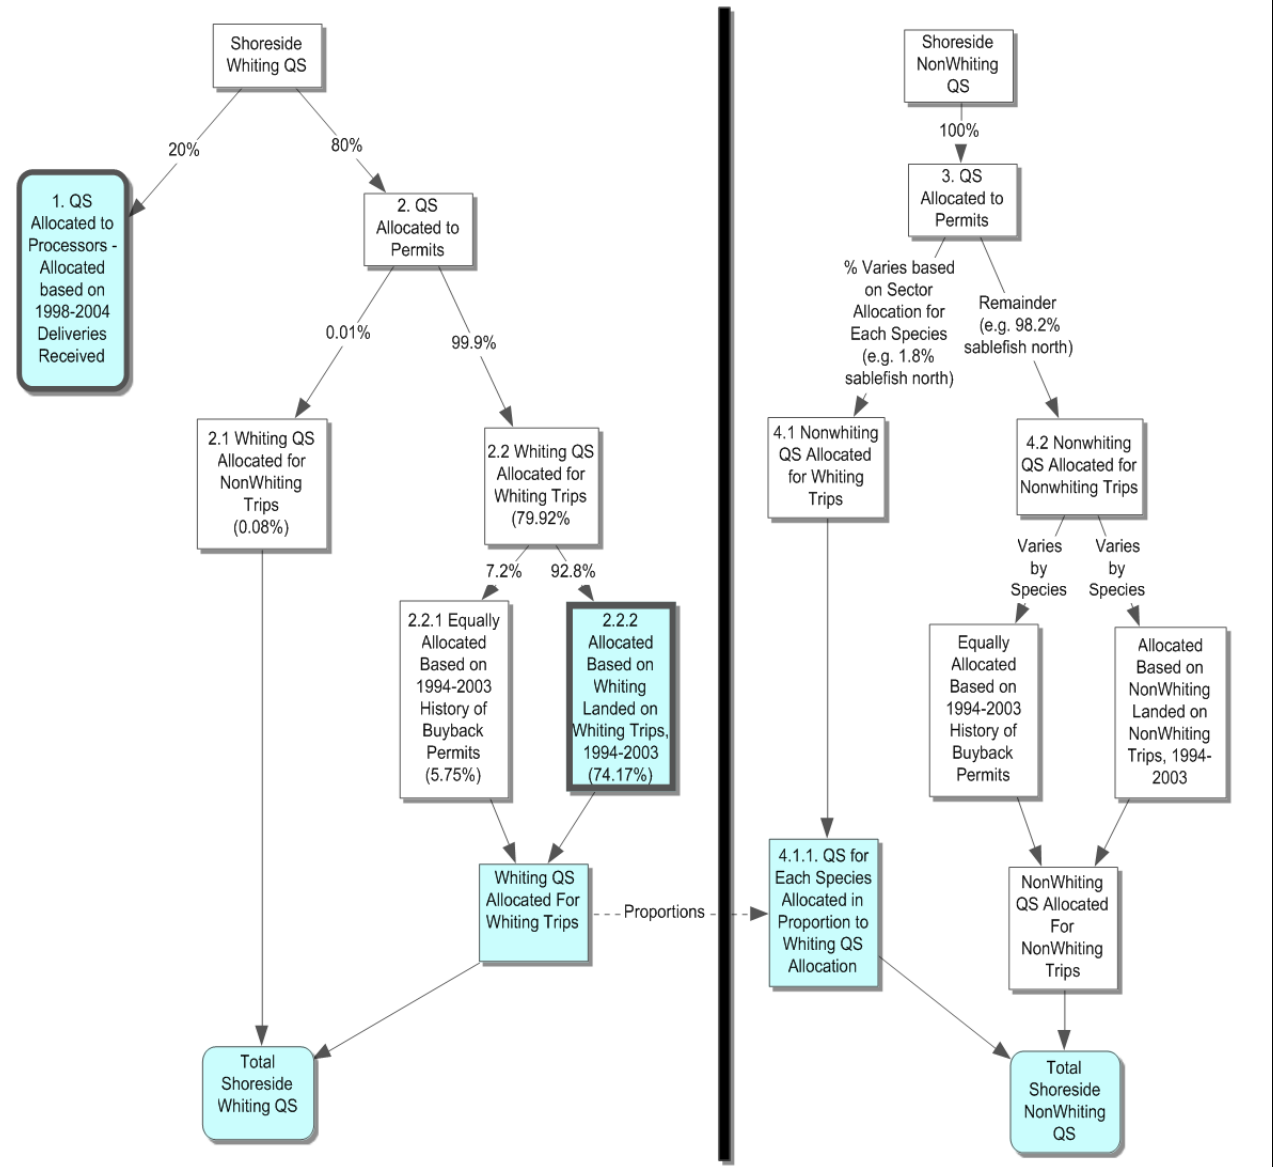 Shoreside
Whiting QS
20%
80%
1. QS
Allocated to
Processors -
Allocated
based on
1998-2004
Deliveries
Received
2. QS
Allocated to
Permits
0.01%
99.9%
2.1 Whiting QS
Allocated for
NonWhiting
Trips
(0.08%)
2.2 Whiting QS
Allocated for
Whiting Trips
(79.92%
7.2%
92.8%
2.2.1 Equally
Allocated
Based on
1994-2003
History of
Buyback
Permits
(5.75%)
2.2.2
Allocated
Based on
Whiting
Landed on
Whiting Trips,
1994-2003
(74.17%)
Whiting QS
Allocated For
Whiting Trips
Proportions
Total
Shoreside
Whiting QS
Shoreside
NonWhiting
QS
100%
3. QS
Allocated to
Permits
% Varies based
on Sector
Allocation for
Each Species
(e.g. 1.8%
sablefish north)
Remainder
(e.g. 98.2%
sablefish north)
4.1 Nonwhiting
QS Allocated
for Whiting
Trips
4.2 Nonwhiting
QS Allocated for
Nonwhiting Trips
Varies
by
Species
Varies
by
Species
Equally
Allocated
Based on
1994-2003
History of
Buyback
Permits
Allocated
Based on
NonWhiting
Landed on
NonWhiting
Trips, 1994-
2003
4.1.1. QS for
Each Species
Allocated in
Proportion to
Whiting QS
Allocation
NonWhiting
QS Allocated
For
NonWhiting
Trips
Total
Shoreside
NonWhiting
QS